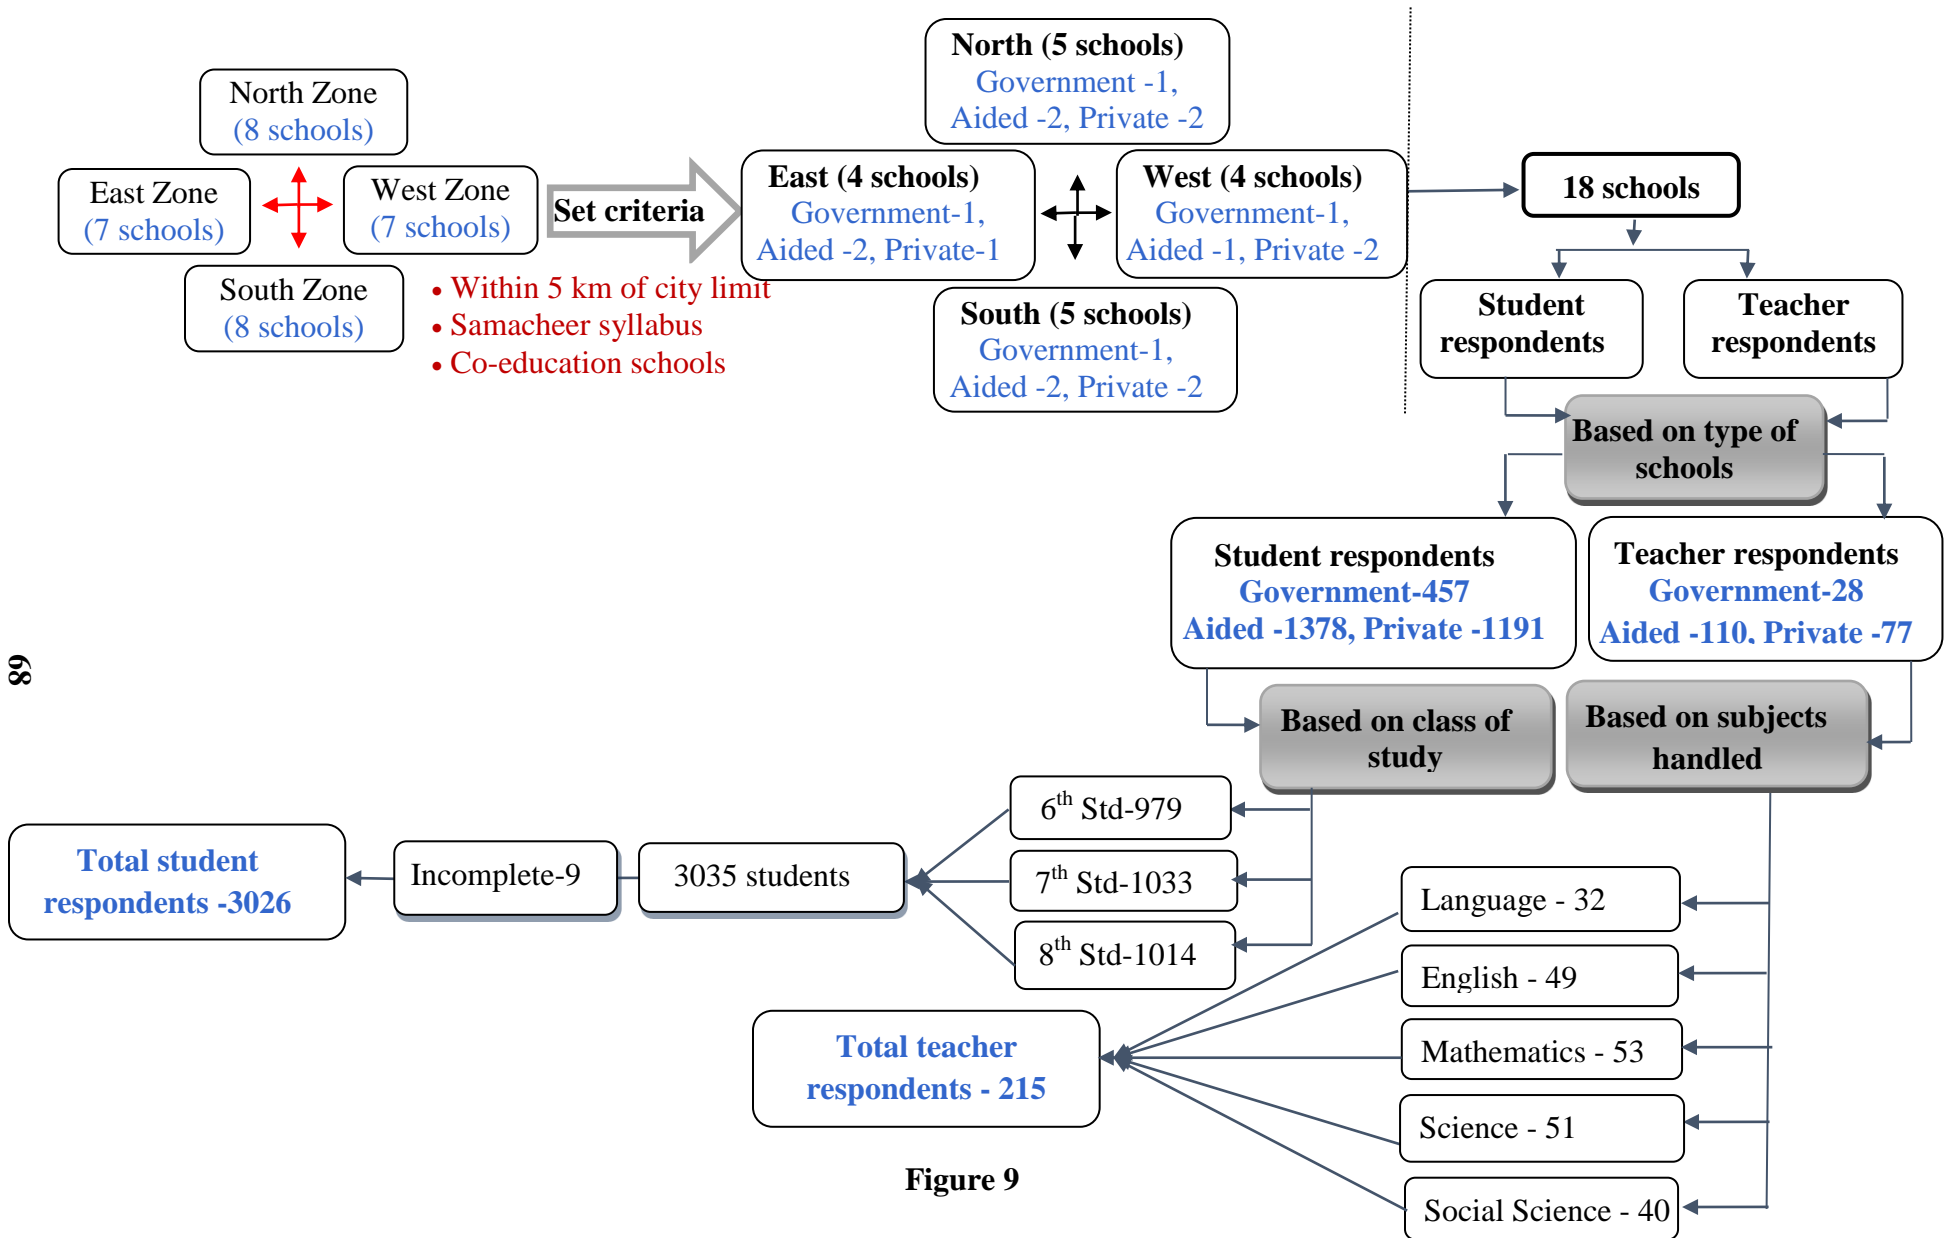 North Zone
(8 schools)
East Zone
(7 schools)
West Zone
(7 schools)
South Zone
(8 schools)
Set criteria
• Within 5 km of city limit
• Samacheer syllabus
• Co-education schools
North (5 schools)
Government -1,
Aided -2, Private -2
East (4 schools)
Government-1,
Aided -2, Private-1
West (4 schools)
Government-1,
Aided -1, Private -2
South (5 schools)
Government-1,
Aided -2, Private -2
18 schools
Student
respondents
Teacher
respondents
Based on type of
schools
Student respondents
Government-457
Aided -1378, Private -1191
Teacher respondents
Government-28
Aided -110, Private -77
Based on class of
study
Based on subjects
handled
6th Std-979
7th Std-1033
8th Std-1014
3035 students
Incomplete-9
Total student
respondents -3026
Language - 32
English - 49
Mathematics - 53
Science - 51
Social Science - 40
Total teacher
respondents - 215
Figure 9
89